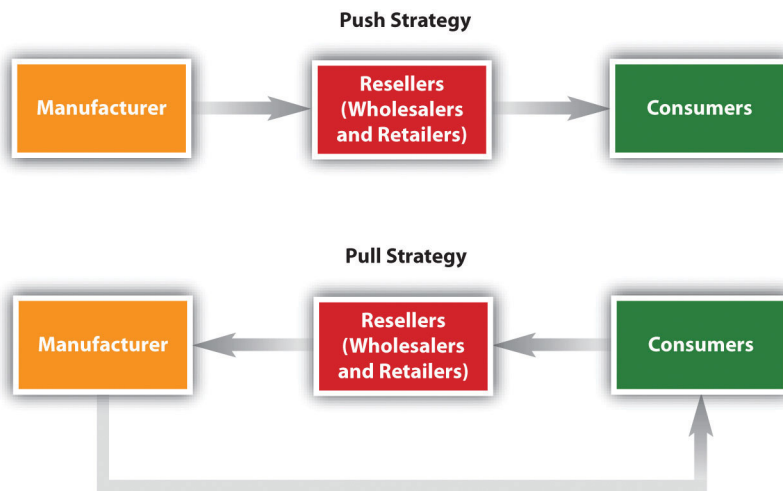 Push Strategy
Manufacturer
Resellers
(Wholesalers
and Retailers)
Consumers
Pull Strategy
Manufacturer
Resellers
(Wholesalers
and Retailers)
Consumers